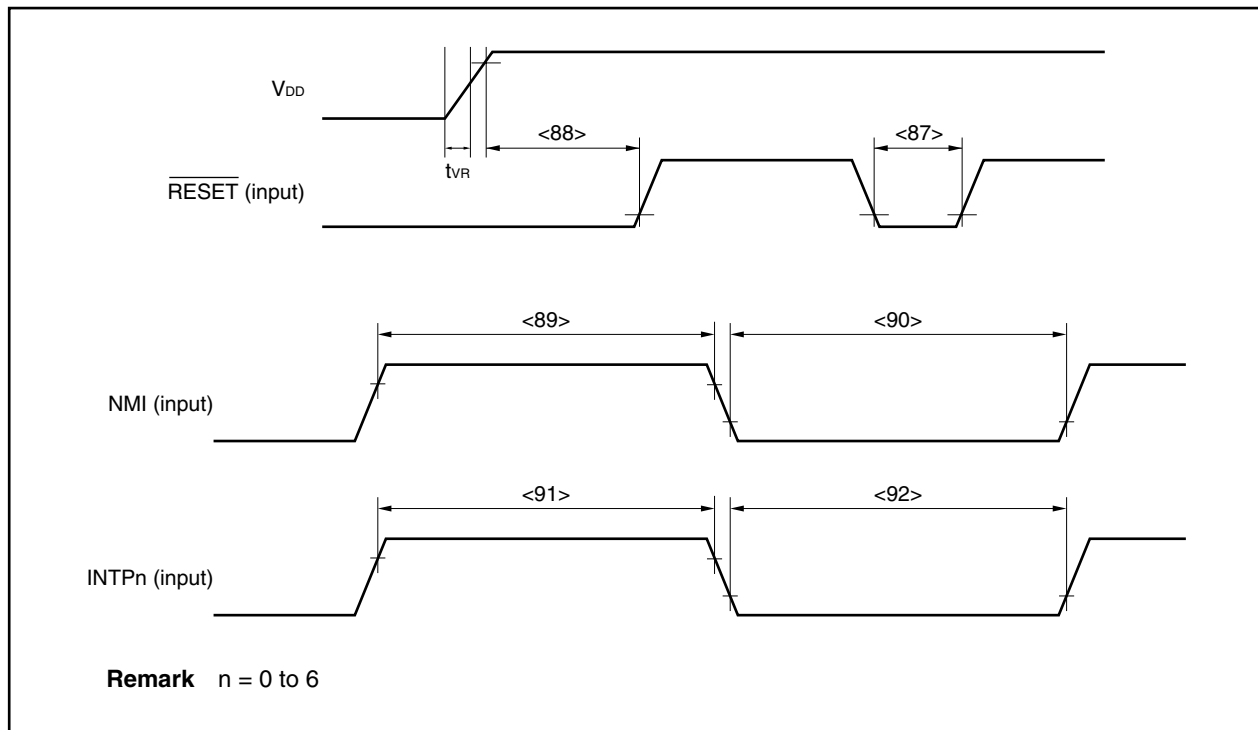 VDD
<88>
<87>
tVR
RESET (input)
<89>
<90>
NMI (input)
<91>
<92>
INTPn (input)
Remark n = 0 to 6